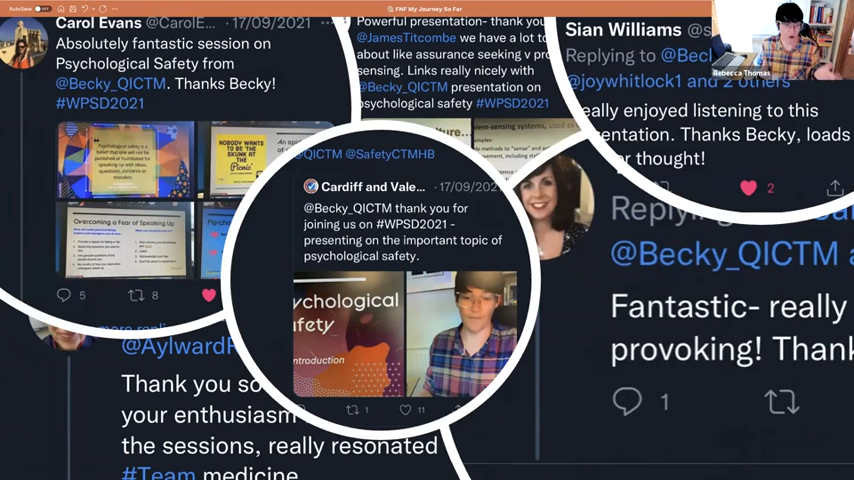 AutoSave OFF
FNF My Journey So Far
Carol Evans @CarolE... · 17/09/2021
Absolutely fantastic session on
Psychological Safety from
@Becky_QICTM. Thanks Becky!
#WPSD2021
Psychological safety is
a belief that one will not be
punished or humiliated for
speaking up with ideas,
questions, concerns or
mistakes.
NOBODY
WANTS TO
BE THE
SKUNK AT
THE
Picnic
Overcoming a Fear of Speaking Up
5
8
Powerful presentation- thank you
@JamesTitcombe we have a lot to
about like assurance seeking v pro
sensing. Links really nicely with
@Becky_QICTM presentation on
psychological safety #WPSD2021
Sian Williams @s
Replying to @Bec
@joywhitlock1 and 2 others
eally enjoyed listening to this
sentation. Thanks Becky, loads
r thought!
2
Rebecca Thomas
@QICTM @SafetyCTMHB
Cardiff and Vale... · 17/09/202
@Becky_QICTM thank you for
joining us on #WPSD2021 -
presenting on the important topic of
psychological safety.
ychological
afety
ntroduction
1
11
Replying
@Becky_QICTM a
Fantastic- really
provoking! Thank
1
more repli
@AylwardR
Thank you so
your enthusiasm
the sessions, really resonated
#Team medicine